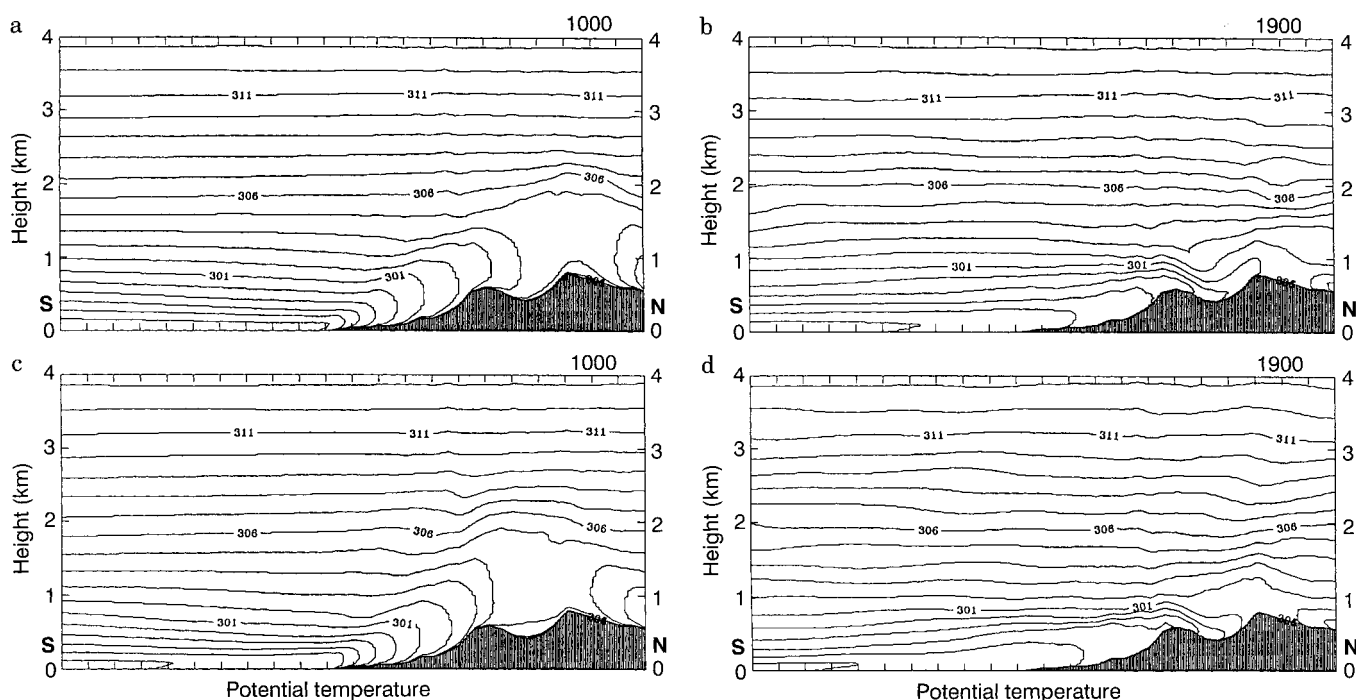 a 1000 b 1900
4 4 4 4
311 311 311 311 311 311
3 3 3 3
Height (km) Height (km)
306 306 306 306 306 306
2 2 2 2
1 1 1 1
301 301 301 301
S N S N
0 0 0 0
c 1000 d 1900
4 4 4 4
311 311 311 311 311 311
3 3 3 3
Height (km) Height (km)
306 306 306 306 306 306
2 2 2 2
1 1 1 1
301 301 301 301
S N S N
0 0 0 0
Potential temperature Potential temperature